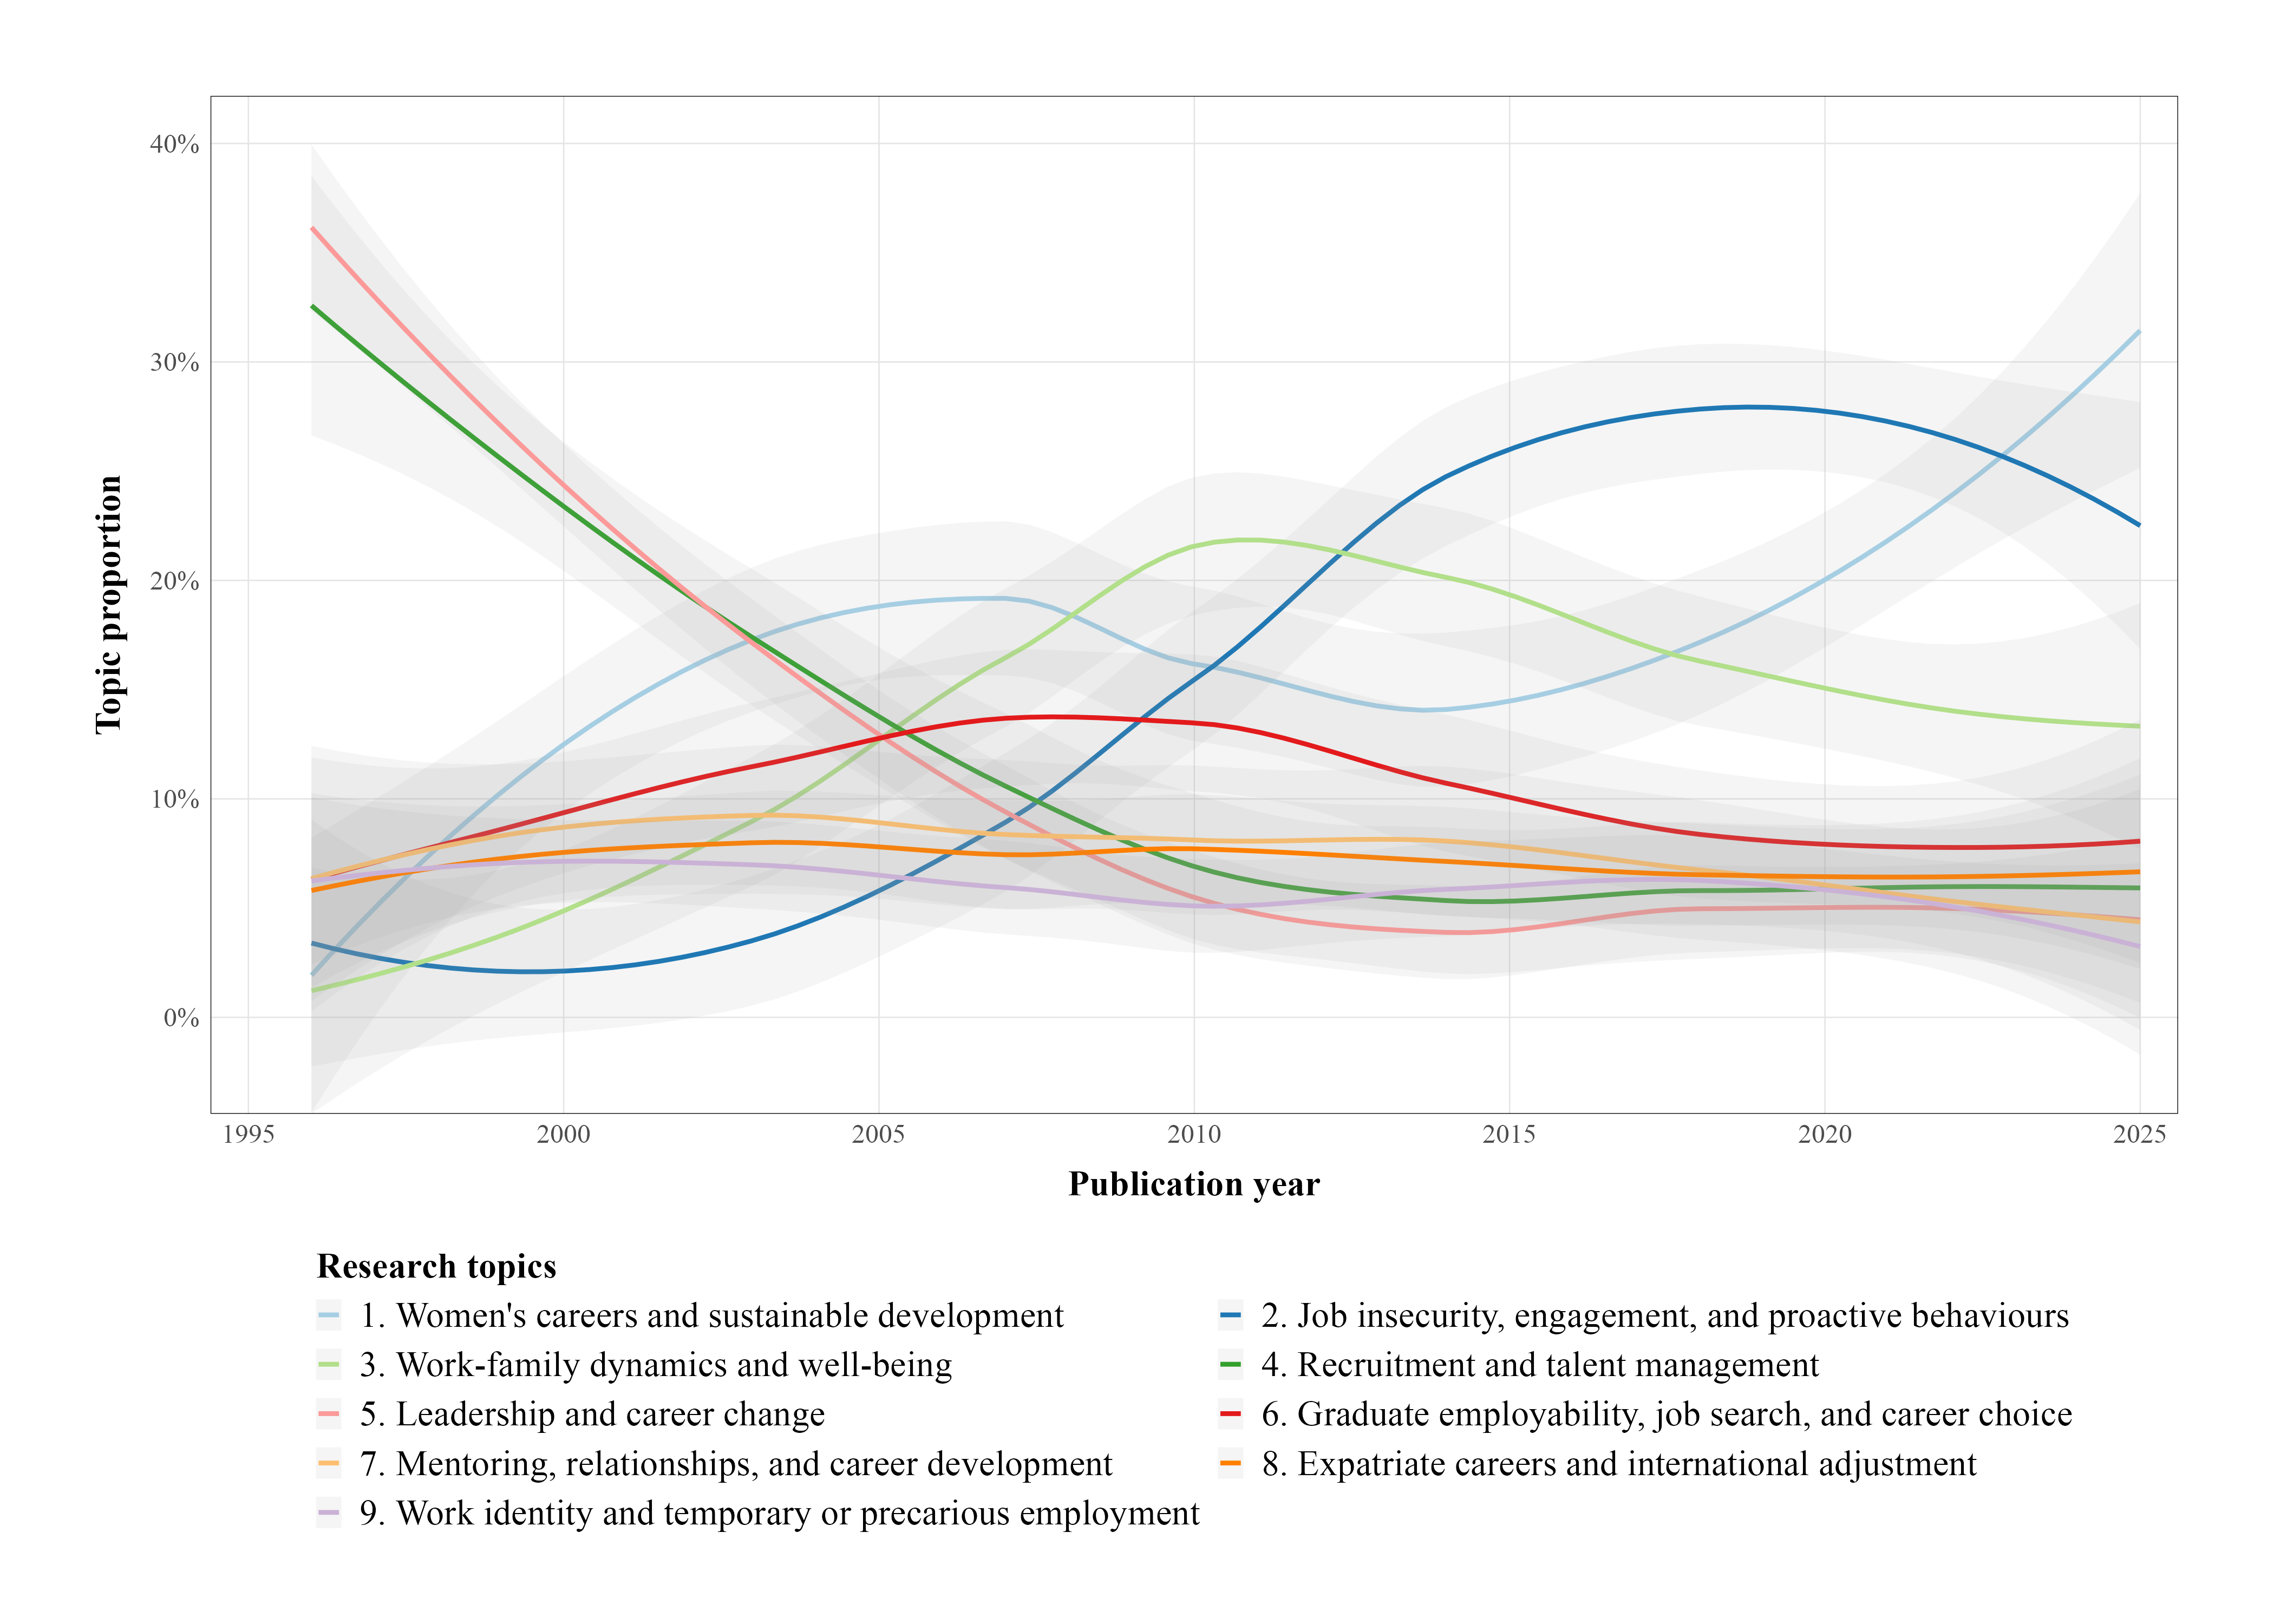 40%
30%
20%
10%
0%
Topic proportion
1995 2000 2005 2010 2015 2020 2025
Publication year
Research topics
1. Women's careers and sustainable development
2. Job insecurity, engagement, and proactive behaviours
3. Work-family dynamics and well-being
4. Recruitment and talent management
5. Leadership and career change
6. Graduate employability, job search, and career choice
7. Mentoring, relationships, and career development
8. Expatriate careers and international adjustment
9. Work identity and temporary or precarious employment